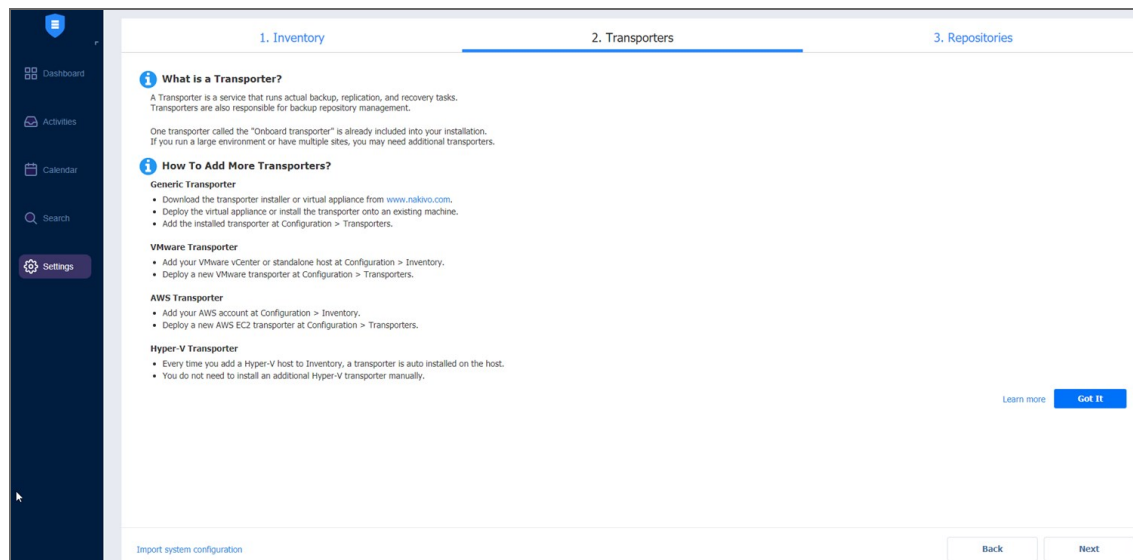 1. Inventory
2. Transporters
3. Repositories
Dashboard
Activities
Calendar
Search
Settings
What is a Transporter?
A Transporter is a service that runs actual backup, replication, and recovery tasks.
Transporters are also responsible for backup repository management.
One transporter called the "Onboard transporter" is already included into your installation.
If you run a large environment or have multiple sites, you may need additional transporters.
How To Add More Transporters?
Generic Transporter
• Download the transporter installer or virtual appliance from www.nakivo.com.
• Deploy the virtual appliance or install the transporter onto an existing machine.
• Add the installed transporter at Configuration > Transporters.
VMware Transporter
• Add your VMware vCenter or standalone host at Configuration > Inventory.
• Deploy a new VMware transporter at Configuration > Transporters.
AWS Transporter
• Add your AWS account at Configuration > Inventory.
• Deploy a new AWS EC2 transporter at Configuration > Transporters.
Hyper-V Transporter
• Every time you add a Hyper-V host to Inventory, a transporter is auto installed on the host.
• You do not need to install an additional Hyper-V transporter manually.
Learn more
Got It
Import system configuration
Back
Next